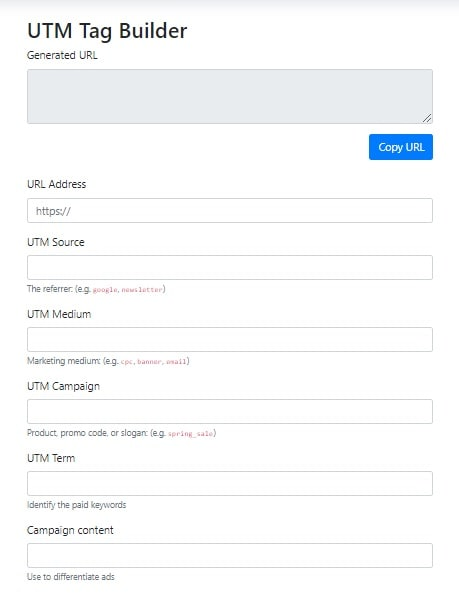 UTM Tag Builder
Generated URL
Copy URL
URL Address
https://
UTM Source
The referrer: (e.g. google, newsletter)
UTM Medium
Marketing medium: (e.g. cpc, banner, email)
UTM Campaign
Product, promo code, or slogan: (e.g. spring_sale)
UTM Term
Identify the paid keywords
Campaign content
Use to differentiate ads